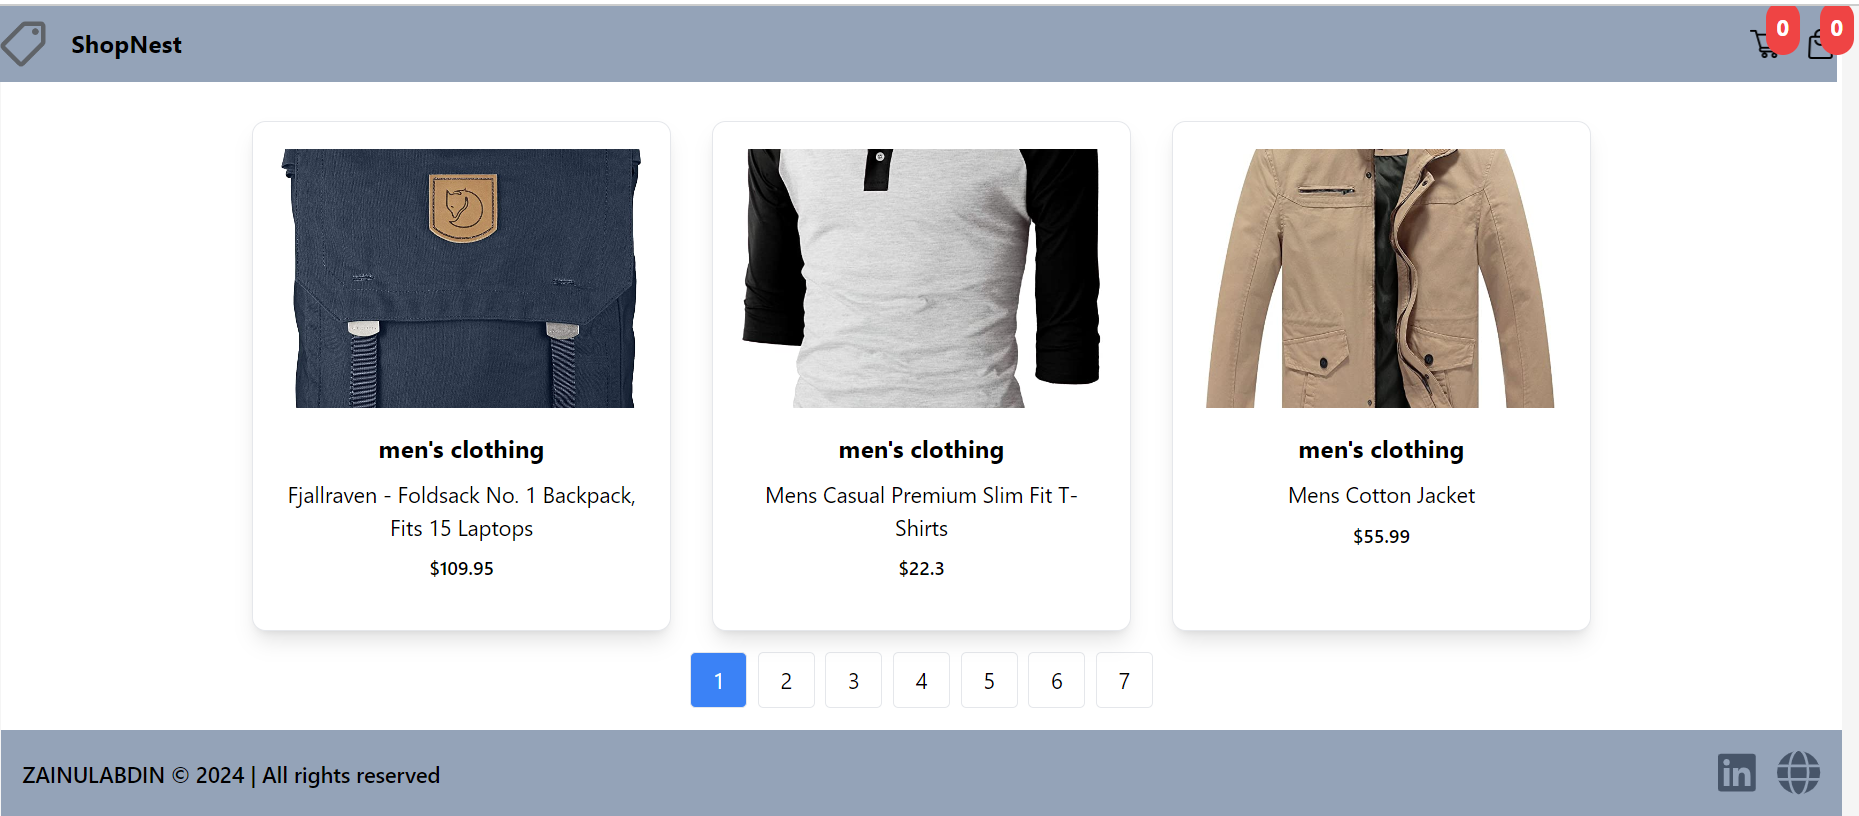 ShopNest
0
0
men's clothing
Fjallraven - Foldsack No. 1 Backpack,
Fits 15 Laptops
$109.95
men's clothing
Mens Casual Premium Slim Fit T-
Shirts
$22.3
men's clothing
Mens Cotton Jacket
$55.99
1 2 3 4 5 6 7
ZAINULABDIN © 2024 | All rights reserved
in